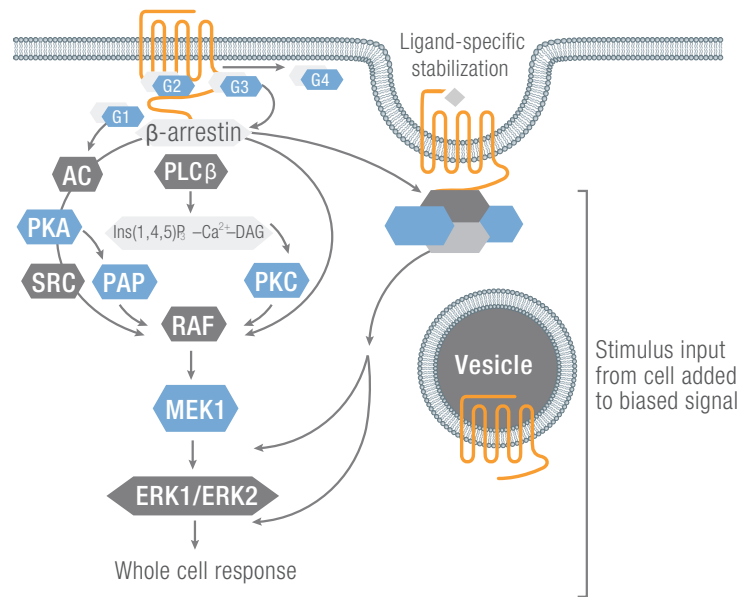 Ligand-specific
stabilization
G2
G3
G4
G1
β-arrestin
AC
PLCβ
PKA
Ins(1,4,5)P₃ –Ca²⁺–DAG
SRC
PAP
PKC
RAF
Vesicle
Stimulus input
from cell added
to biased signal
MEK1
ERK1/ERK2
Whole cell response